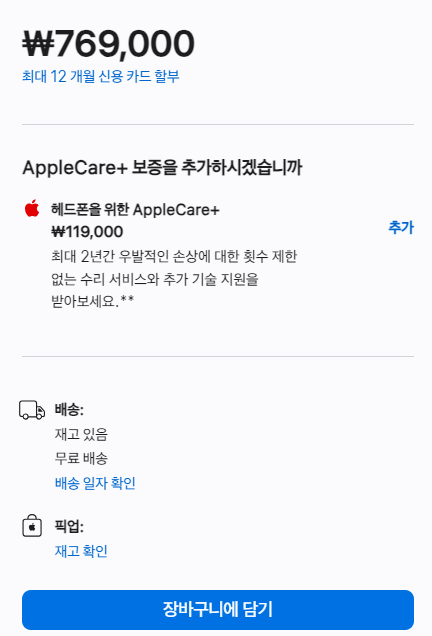 ₩769,000
최대 12 개월 신용 카드 할부
AppleCare+ 보증을 추가하시겠습니까
헤드폰을 위한 AppleCare+
₩119,000
추가
최대 2년간 우발적인 손상에 대한 횟수 제한
없는 수리 서비스와 추가 기술 지원을
받아보세요.**
배송:
재고 있음
무료 배송
배송 일자 확인
픽업:
재고 확인
장바구니에 담기